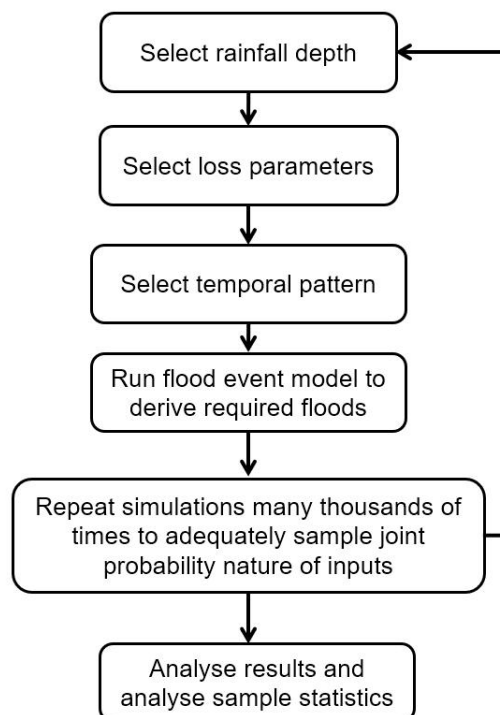 Select rainfall depth
Select loss parameters
Select temporal pattern
Run flood event model to
derive required floods
Repeat simulations many thousands of
times to adequately sample joint
probability nature of inputs
Analyse results and
analyse sample statistics